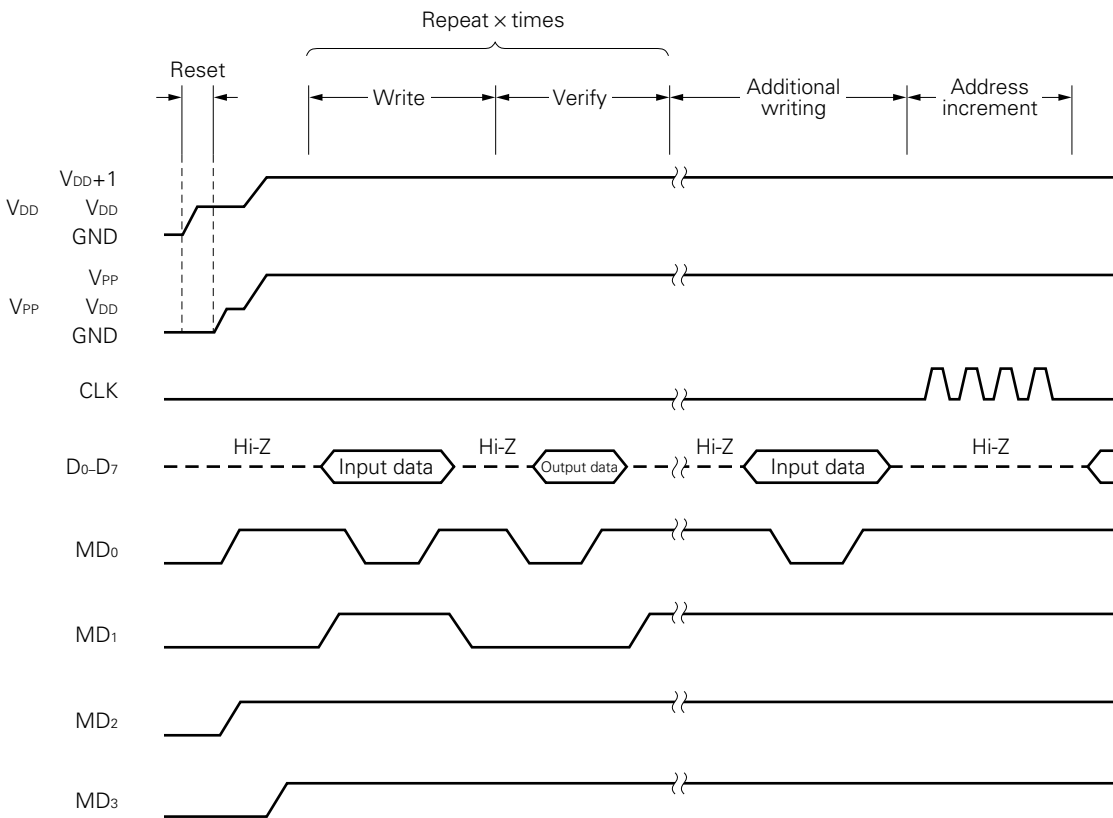 Repeat × times
Reset
Write
Verify
Additional
writing
Address
increment
VDD+1
VDD VDD
GND
VPP
VPP VDD
GND
CLK
D0–D7 Hi-Z Input data Hi-Z Output data Hi-Z Input data Hi-Z
MD0
MD1
MD2
MD3